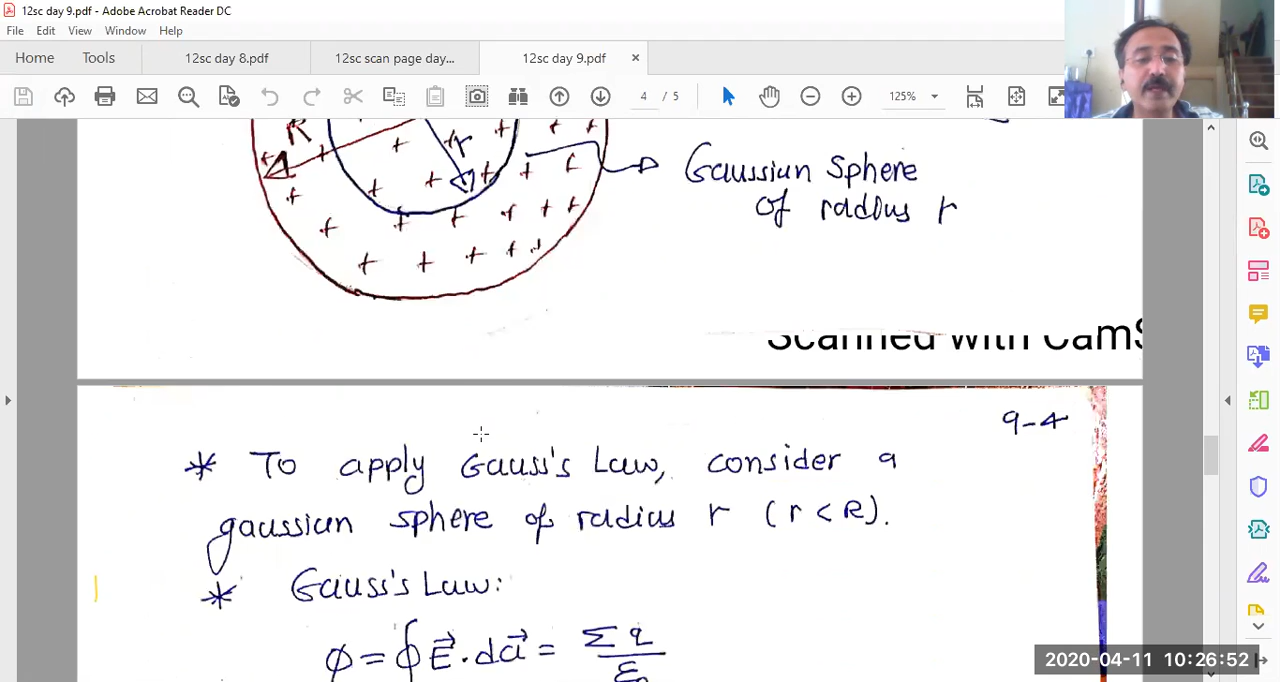 12sc day 9.pdf - Adobe Acrobat Reader DC
File Edit View Window Help
Home Tools 12sc day 8.pdf 12sc scan page day... 12sc day 9.pdf ×
4 / 5 125%
R r
Gaussian sphere
of radius r
Scanned with CamS
9-4
* To apply Gauss's Law, consider a
gaussian sphere of radius r (r < R).
* Gauss's Law:
ϕ = ∮ E⃗ . da⃗ = Σq / ε₀
2020-04-11 10:26:52